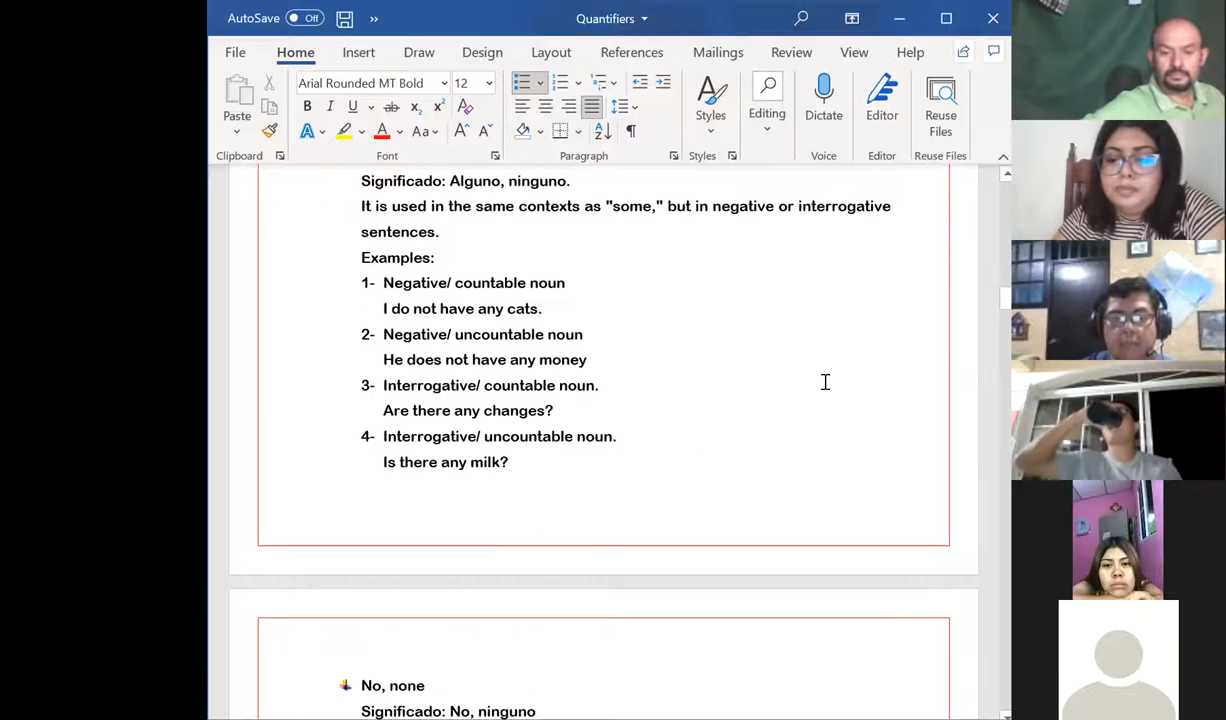 AutoSave Off Quantifiers
File Home Insert Draw Design Layout References Mailings Review View Help
Arial Rounded MT Bold 12
Paste Styles Editing Dictate Editor Reuse Files
B I U ab x₂ x² A
A A Aa A A
Clipboard Font Paragraph Styles Voice Editor Reuse Files
Significado: Alguno, ninguno.
It is used in the same contexts as "some," but in negative or interrogative
sentences.
Examples:
1- Negative/ countable noun
I do not have any cats.
2- Negative/ uncountable noun
He does not have any money
3- Interrogative/ countable noun.
Are there any changes?
4- Interrogative/ uncountable noun.
Is there any milk?
No, none
Significado: No, ninguno